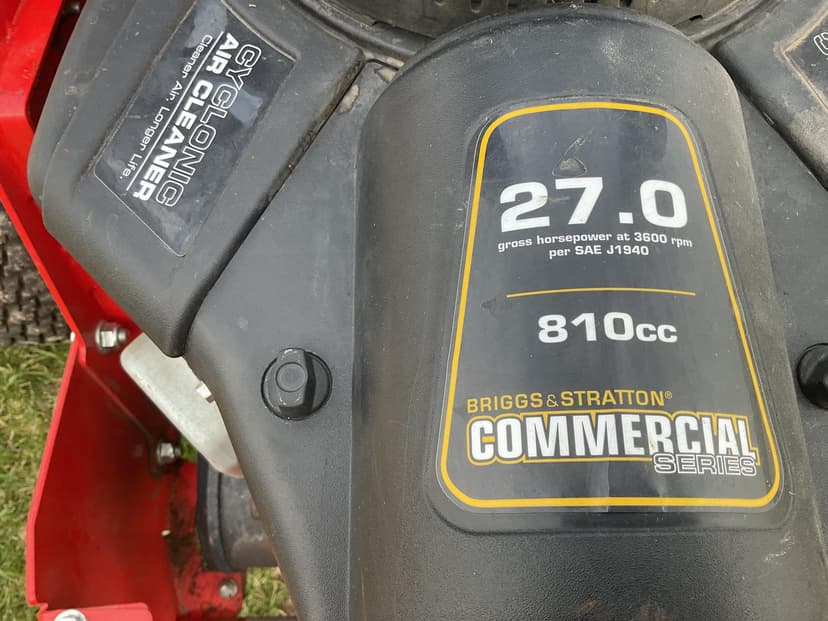 CYCLONIC
AIR CLEANER
Cleaner Air. Longer Life.
27.0
gross horsepower at 3600 rpm
per SAE J1940
810cc
BRIGGS & STRATTON®
COMMERCIAL
SERIES